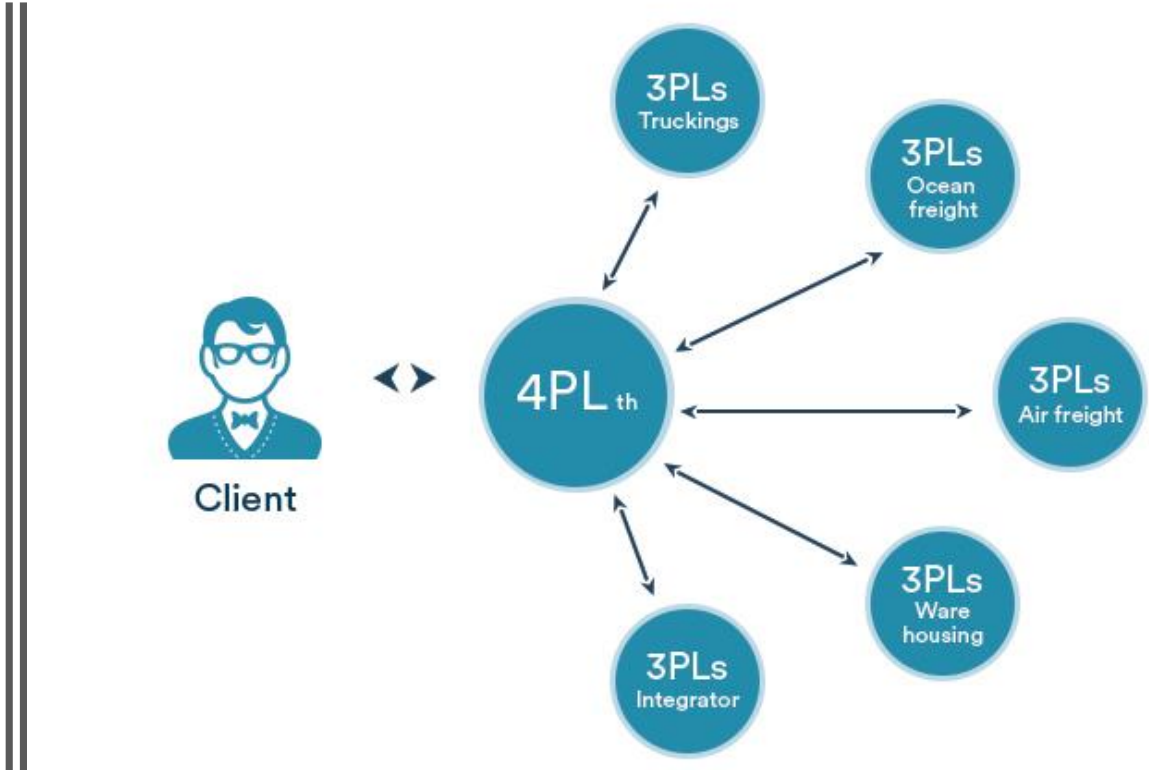 3PLs
Truckings
3PLs
Ocean
freight
4PL th
3PLs
Air freight
Client
3PLs
Ware
housing
3PLs
Integrator